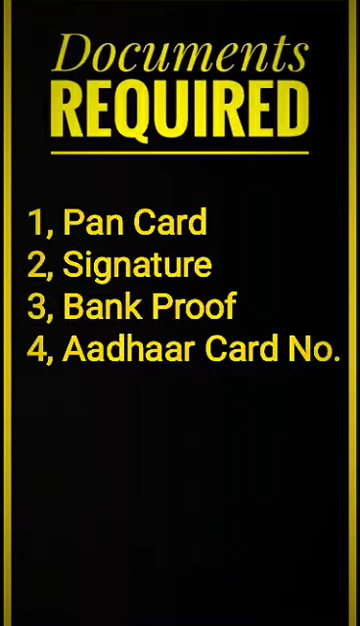 Documents
REQUIRED
1, Pan Card
2, Signature
3, Bank Proof
4, Aadhaar Card No.